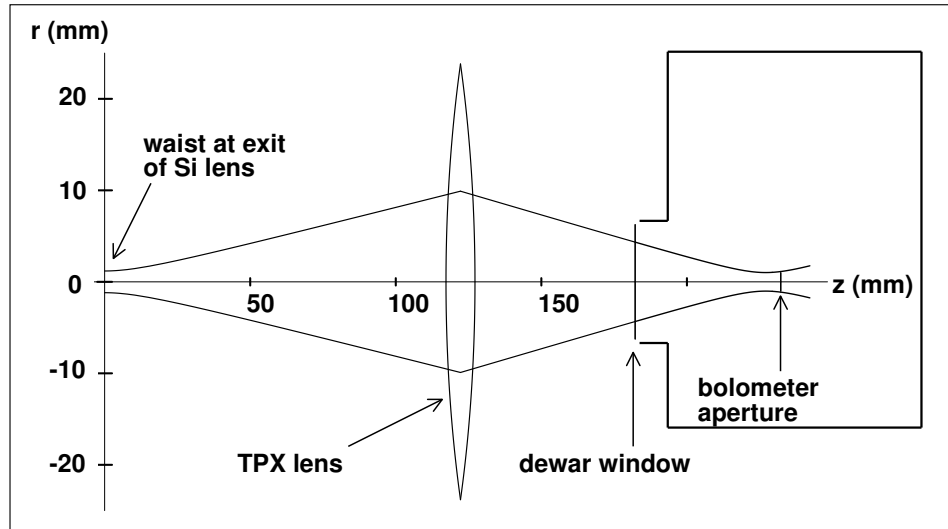 r (mm)
20
waist at exit
of Si lens
10
0
50
100
150
z (mm)
-10
bolometer
aperture
TPX lens
dewar window
-20